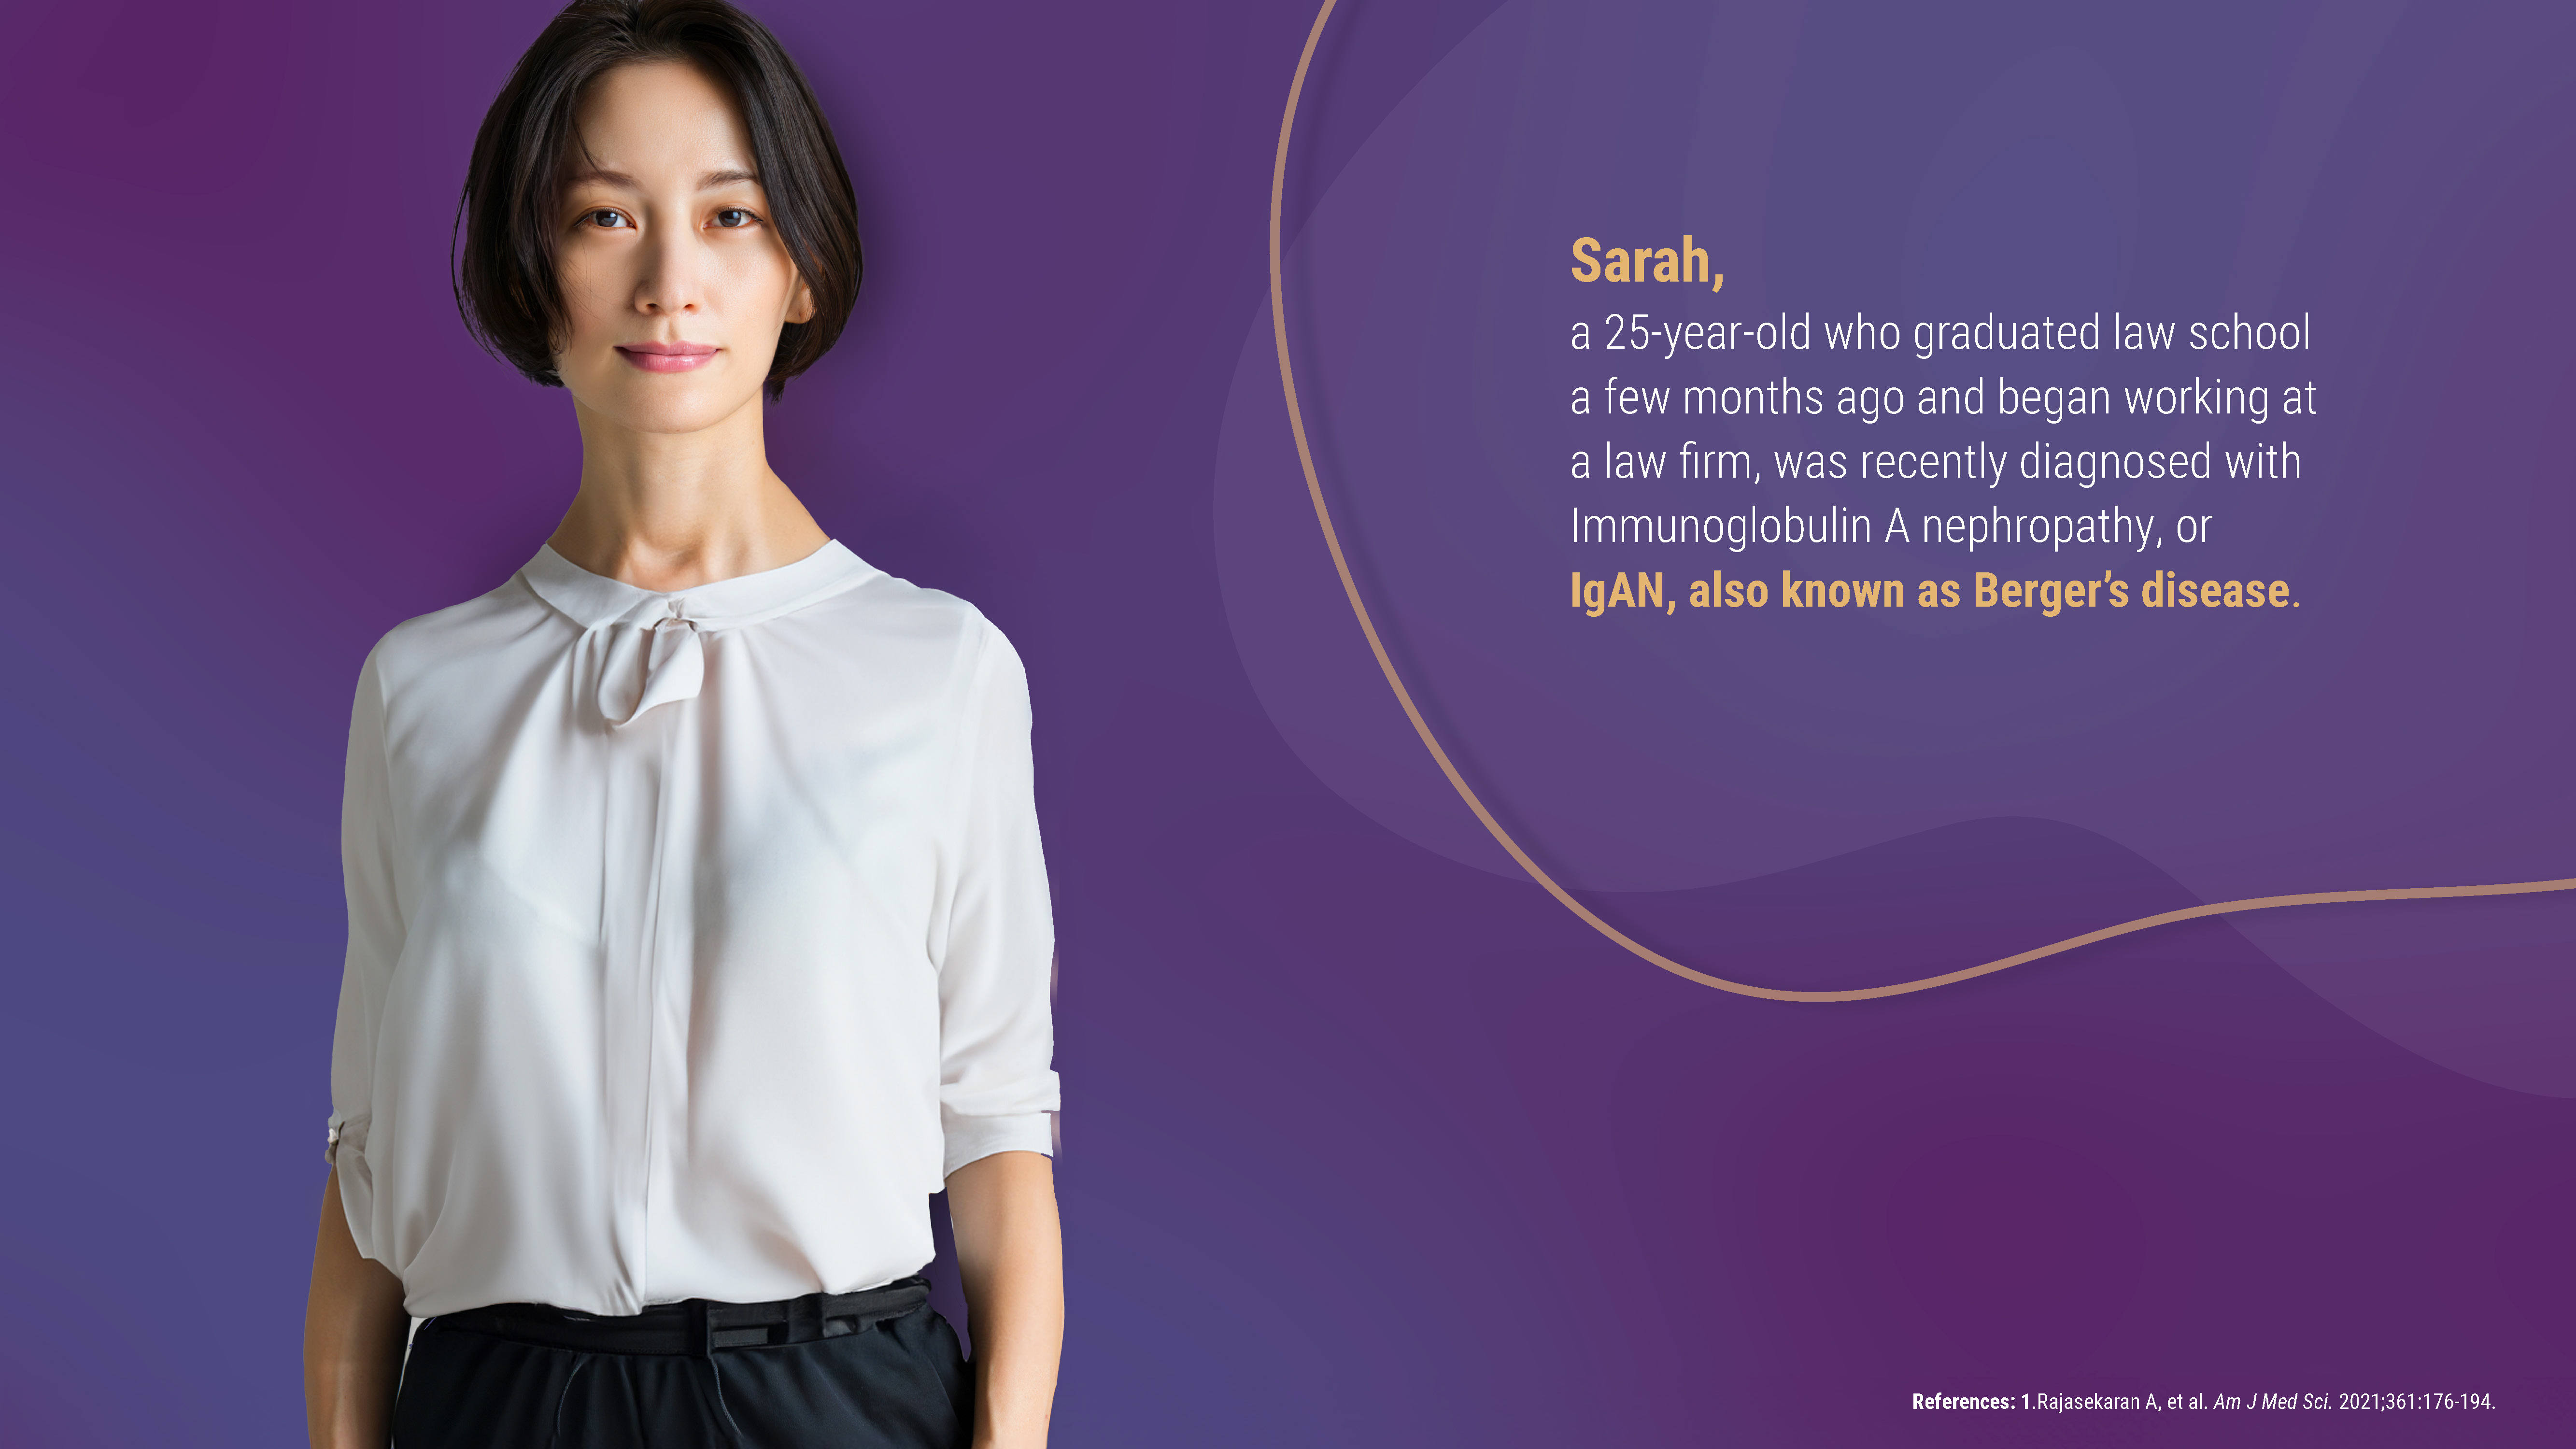 Sarah,
a 25-year-old who graduated law school
a few months ago and began working at
a law firm, was recently diagnosed with
Immunoglobulin A nephropathy, or
IgAN, also known as Berger’s disease.
References: 1.Rajasekaran A, et al. Am J Med Sci. 2021;361:176-194.